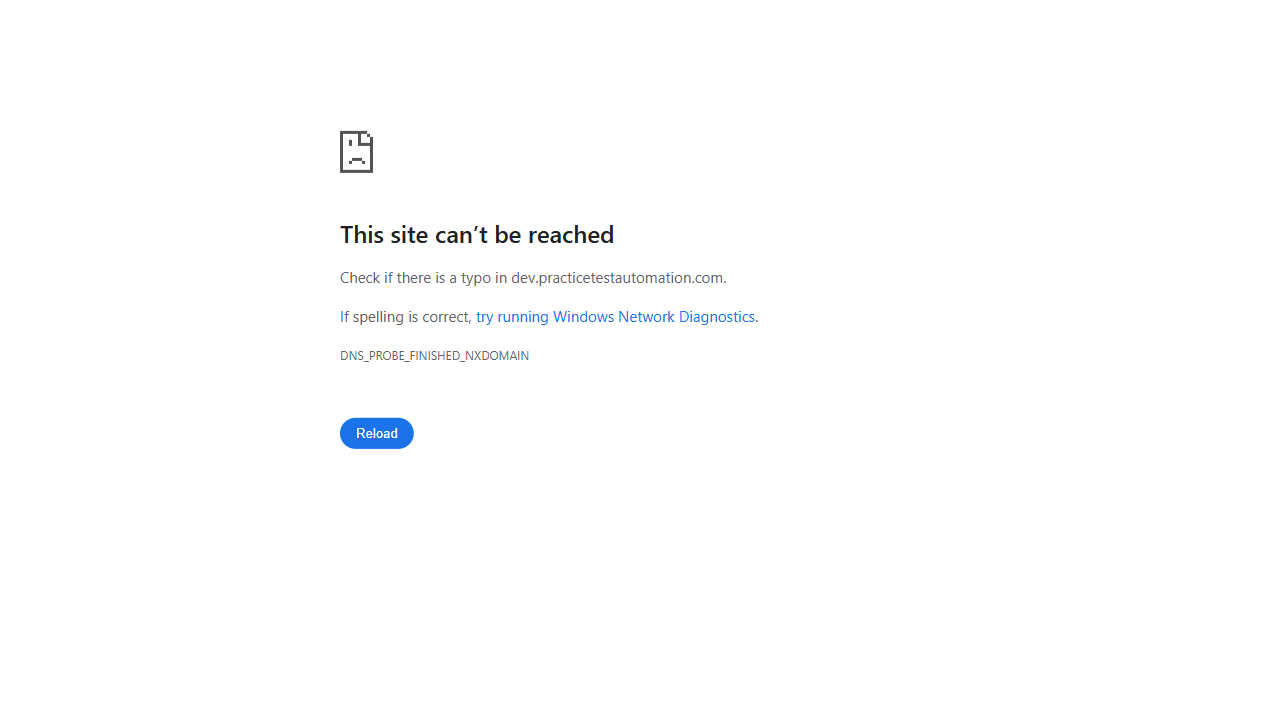 This site can’t be reached
Check if there is a typo in dev.practicetestautomation.com.
If spelling is correct, try running Windows Network Diagnostics.
DNS_PROBE_FINISHED_NXDOMAIN
Reload